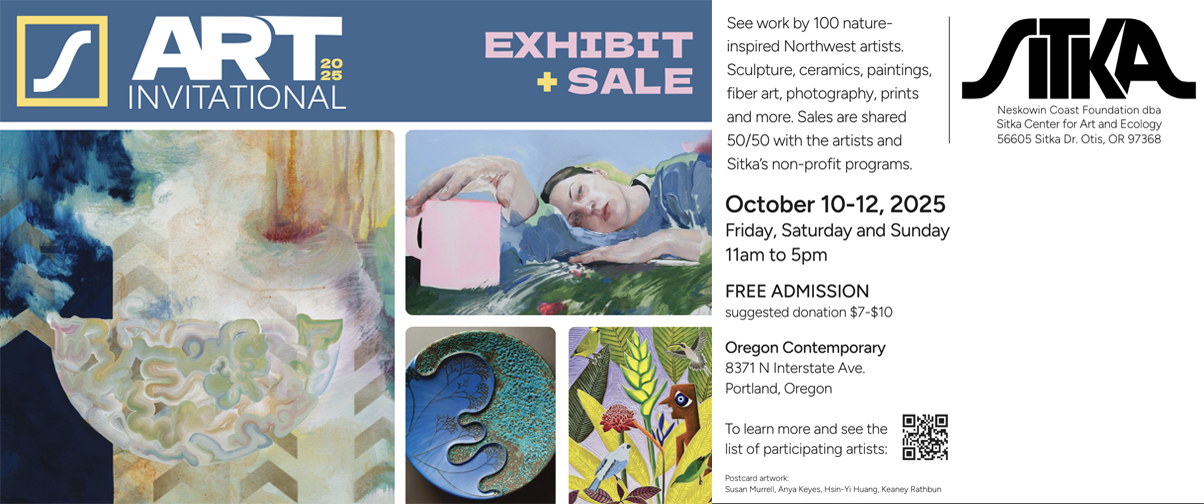 ART
2025
INVITATIONAL
EXHIBIT
+ SALE
See work by 100 nature-
inspired Northwest artists.
Sculpture, ceramics, paintings,
fiber art, photography, prints
and more. Sales are shared
50/50 with the artists and
Sitka's non-profit programs.
October 10-12, 2025
Friday, Saturday and Sunday
11am to 5pm
FREE ADMISSION
suggested donation $7-$10
Oregon Contemporary
8371 N Interstate Ave.
Portland, Oregon
To learn more and see the
list of participating artists:
Postcard artwork:
Susan Murrell, Anya Keyes, Hsin-Yi Huang, Keaney Rathbun
SITKA
Neskowin Coast Foundation dba
Sitka Center for Art and Ecology
56605 Sitka Dr. Otis, OR 97368